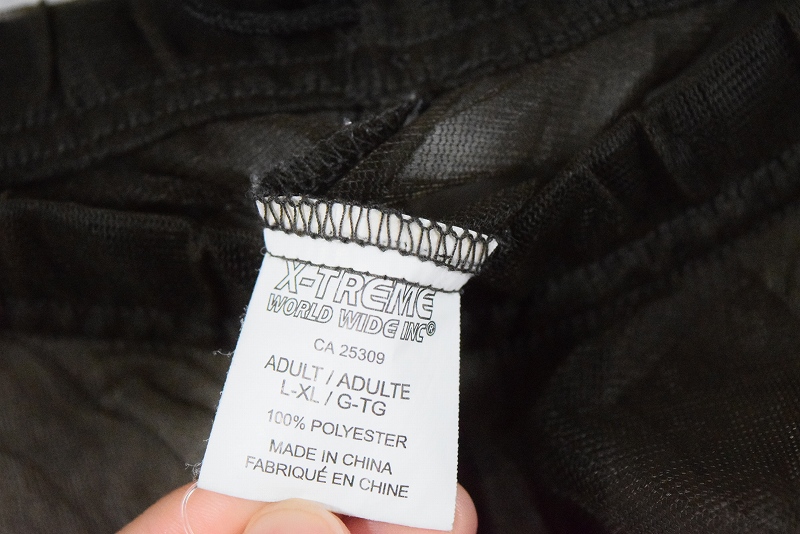 X-TREME
WORLD WIDE INC©
CA 25309
ADULT / ADULTE
L-XL / G-TG
100% POLYESTER
MADE IN CHINA
FABRIQUÉ EN CHINE